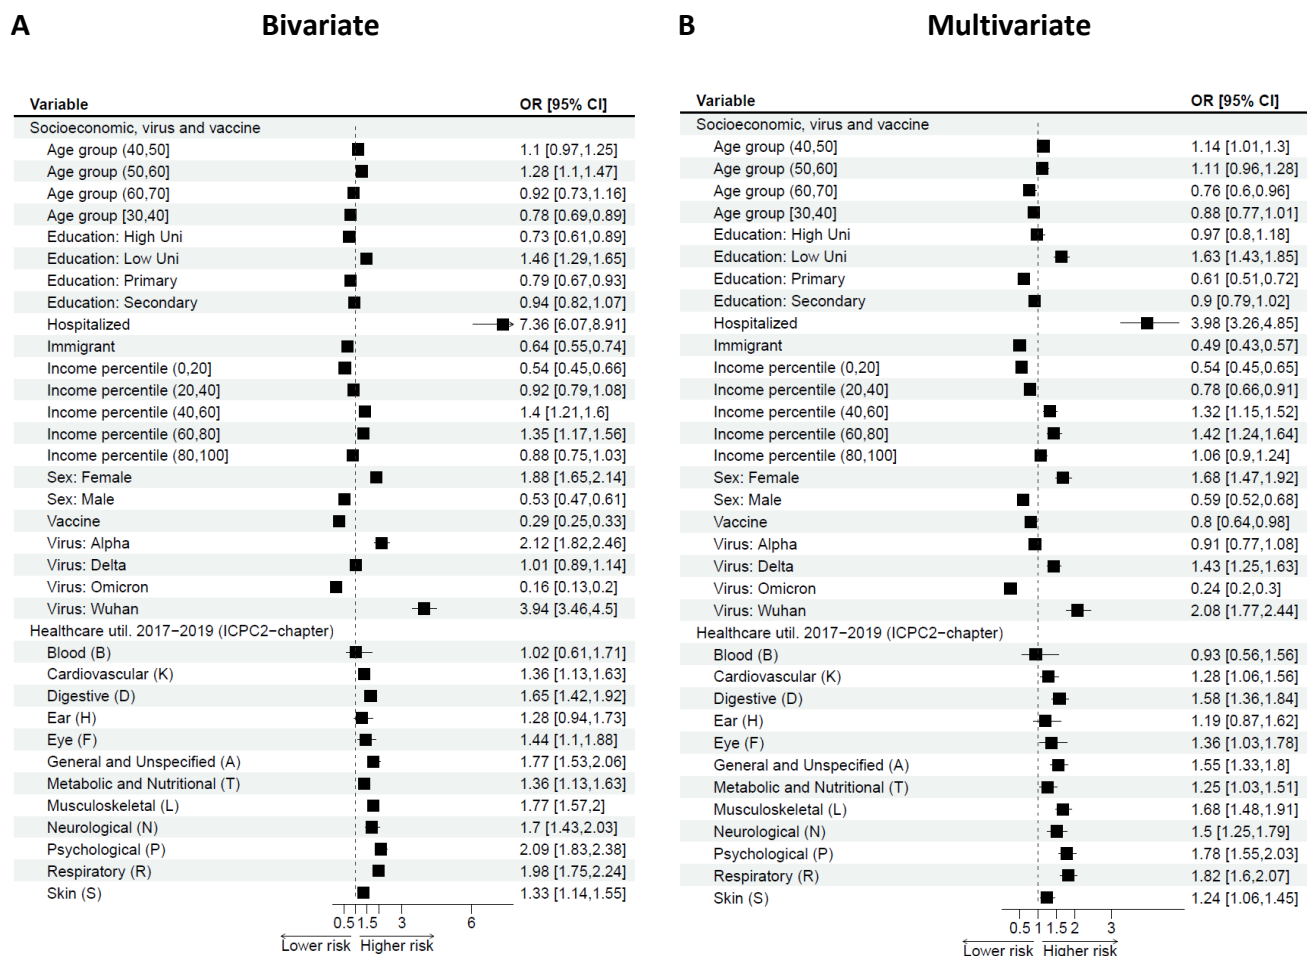 A Bivariate
Variable OR [95% CI]
Socioeconomic, virus and vaccine
Age group (40,50] 1.1 [0.97,1.25]
Age group (50,60] 1.28 [1.1,1.47]
Age group (60,70] 0.92 [0.73,1.16]
Age group [30,40] 0.78 [0.69,0.89]
Education: High Uni 0.73 [0.61,0.89]
Education: Low Uni 1.46 [1.29,1.65]
Education: Primary 0.79 [0.67,0.93]
Education: Secondary 0.94 [0.82,1.07]
Hospitalized 7.36 [6.07,8.91]
Immigrant 0.64 [0.55,0.74]
Income percentile (0,20] 0.54 [0.45,0.66]
Income percentile (20,40] 0.92 [0.79,1.08]
Income percentile (40,60] 1.4 [1.21,1.6]
Income percentile (60,80] 1.35 [1.17,1.56]
Income percentile (80,100] 0.88 [0.75,1.03]
Sex: Female 1.88 [1.65,2.14]
Sex: Male 0.53 [0.47,0.61]
Vaccine 0.29 [0.25,0.33]
Virus: Alpha 2.12 [1.82,2.46]
Virus: Delta 1.01 [0.89,1.14]
Virus: Omicron 0.16 [0.13,0.2]
Virus: Wuhan 3.94 [3.46,4.5]
Healthcare util. 2017−2019 (ICPC2−chapter)
Blood (B) 1.02 [0.61,1.71]
Cardiovascular (K) 1.36 [1.13,1.63]
Digestive (D) 1.65 [1.42,1.92]
Ear (H) 1.28 [0.94,1.73]
Eye (F) 1.44 [1.1,1.88]
General and Unspecified (A) 1.77 [1.53,2.06]
Metabolic and Nutritional (T) 1.36 [1.13,1.63]
Musculoskeletal (L) 1.77 [1.57,2]
Neurological (N) 1.7 [1.43,2.03]
Psychological (P) 2.09 [1.83,2.38]
Respiratory (R) 1.98 [1.75,2.24]
Skin (S) 1.33 [1.14,1.55]
0.5 1.5 3 6
Lower risk Higher risk
B Multivariate
Variable OR [95% CI]
Socioeconomic, virus and vaccine
Age group (40,50] 1.14 [1.01,1.3]
Age group (50,60] 1.11 [0.96,1.28]
Age group (60,70] 0.76 [0.6,0.96]
Age group [30,40] 0.88 [0.77,1.01]
Education: High Uni 0.97 [0.8,1.18]
Education: Low Uni 1.63 [1.43,1.85]
Education: Primary 0.61 [0.51,0.72]
Education: Secondary 0.9 [0.79,1.02]
Hospitalized 3.98 [3.26,4.85]
Immigrant 0.49 [0.43,0.57]
Income percentile (0,20] 0.54 [0.45,0.65]
Income percentile (20,40] 0.78 [0.66,0.91]
Income percentile (40,60] 1.32 [1.15,1.52]
Income percentile (60,80] 1.42 [1.24,1.64]
Income percentile (80,100] 1.06 [0.9,1.24]
Sex: Female 1.68 [1.47,1.92]
Sex: Male 0.59 [0.52,0.68]
Vaccine 0.8 [0.64,0.98]
Virus: Alpha 0.91 [0.77,1.08]
Virus: Delta 1.43 [1.25,1.63]
Virus: Omicron 0.24 [0.2,0.3]
Virus: Wuhan 2.08 [1.77,2.44]
Healthcare util. 2017−2019 (ICPC2−chapter)
Blood (B) 0.93 [0.56,1.56]
Cardiovascular (K) 1.28 [1.06,1.56]
Digestive (D) 1.58 [1.36,1.84]
Ear (H) 1.19 [0.87,1.62]
Eye (F) 1.36 [1.03,1.78]
General and Unspecified (A) 1.55 [1.33,1.8]
Metabolic and Nutritional (T) 1.25 [1.03,1.51]
Musculoskeletal (L) 1.68 [1.48,1.91]
Neurological (N) 1.5 [1.25,1.79]
Psychological (P) 1.78 [1.55,2.03]
Respiratory (R) 1.82 [1.6,2.07]
Skin (S) 1.24 [1.06,1.45]
0.5 1 1.5 2 3
Lower risk Higher risk